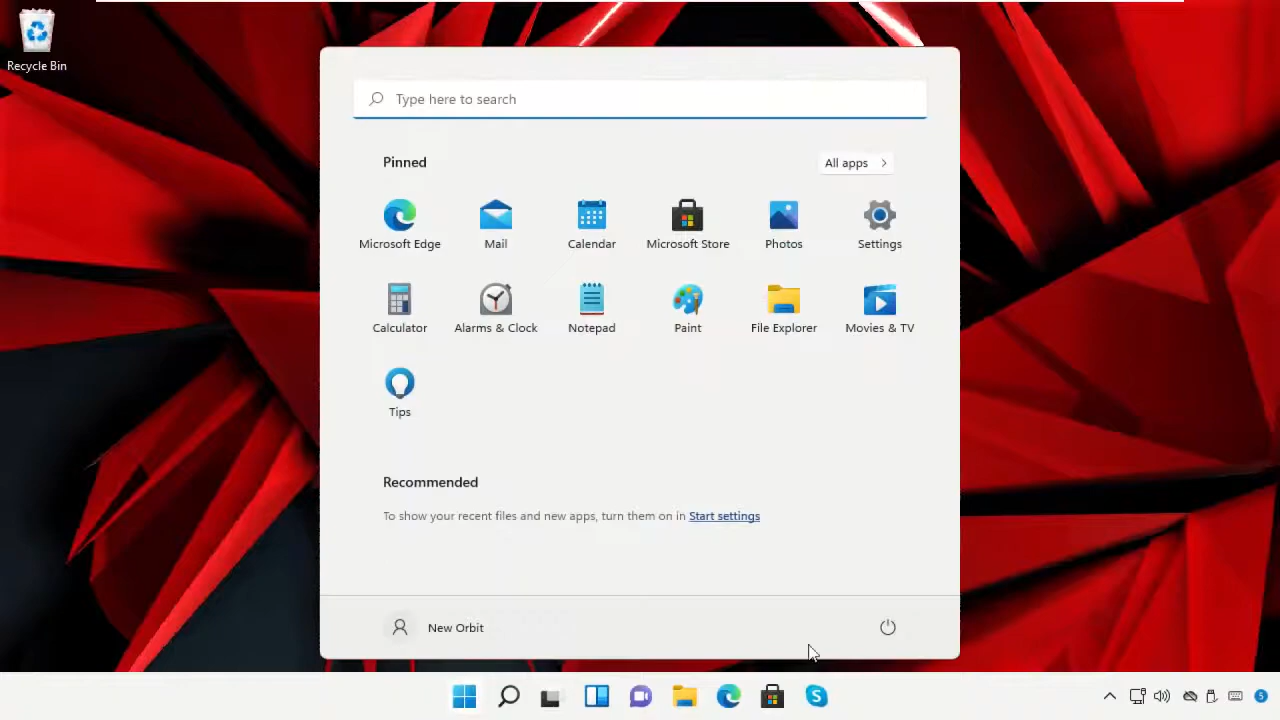 Recycle Bin
Type here to search
Pinned
All apps
Microsoft Edge
Mail
Calendar
Microsoft Store
Photos
Settings
Calculator
Alarms & Clock
Notepad
Paint
File Explorer
Movies & TV
Tips
Recommended
To show your recent files and new apps, turn them on in Start settings
New Orbit
5